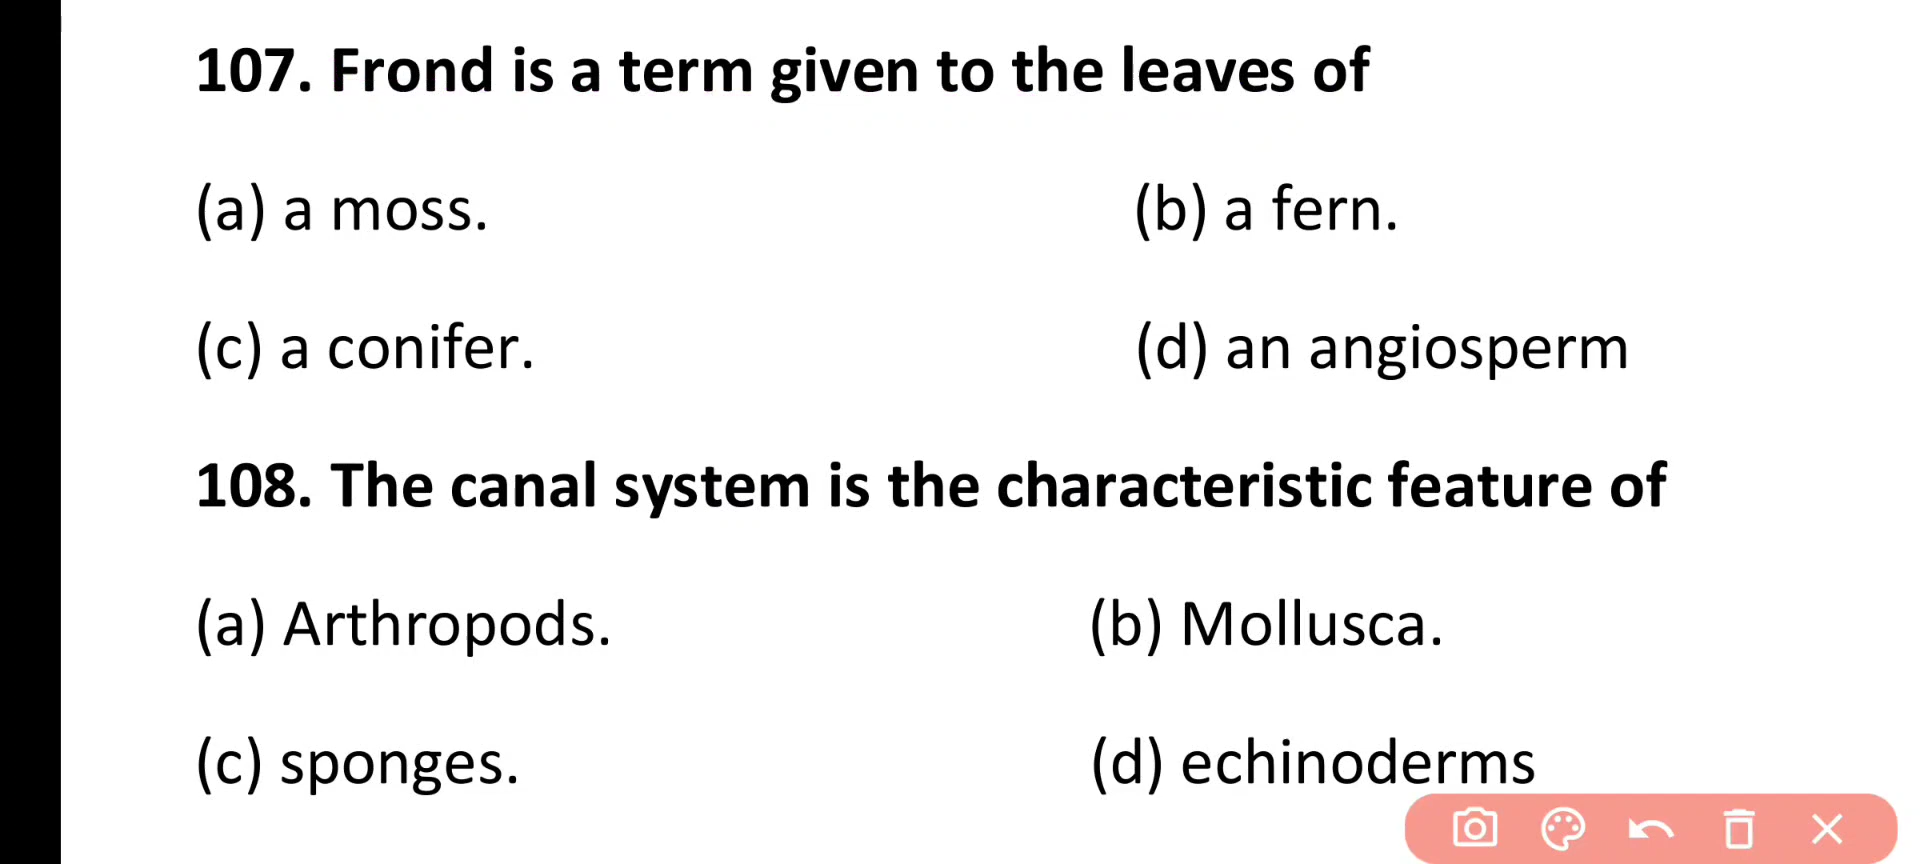 107. Frond is a term given to the leaves of
(a) a moss. (b) a fern.
(c) a conifer. (d) an angiosperm
108. The canal system is the characteristic feature of
(a) Arthropods. (b) Mollusca.
(c) sponges. (d) echinoderms